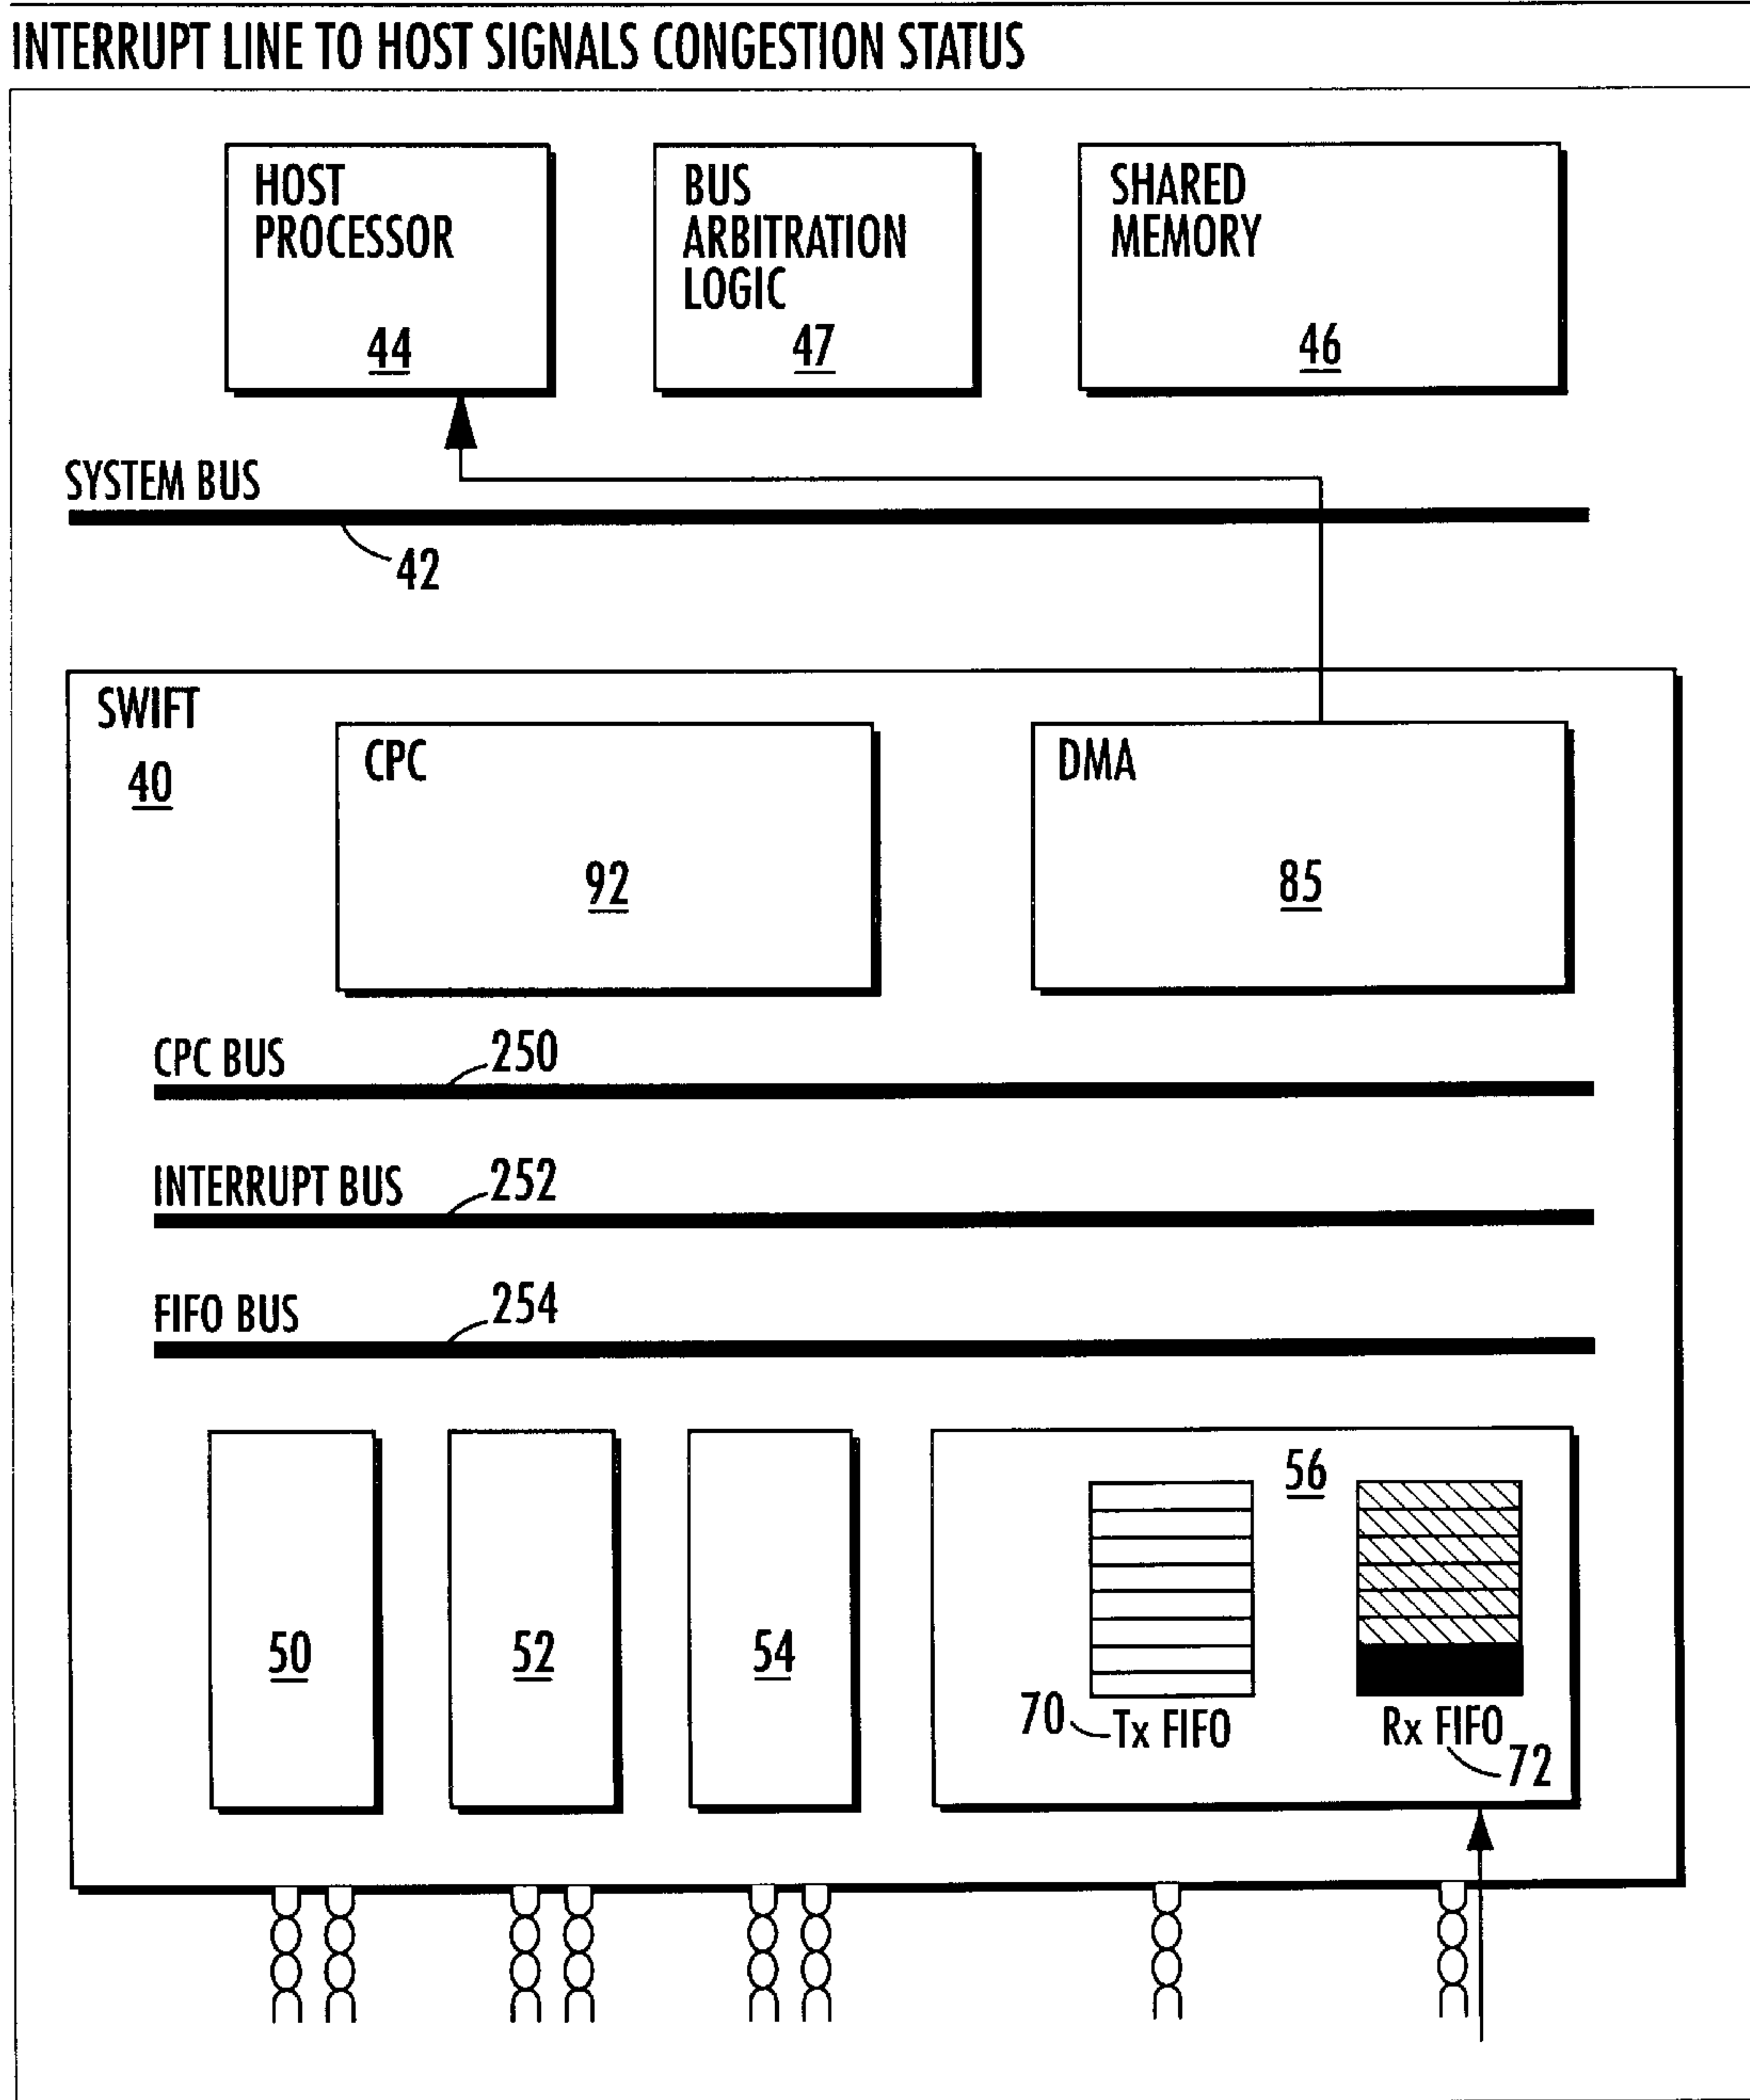 INTERRUPT LINE TO HOST SIGNALS CONGESTION STATUS
HOST
PROCESSOR
44
BUS
ARBITRATION
LOGIC
47
SHARED
MEMORY
46
SYSTEM BUS
42
SWIFT
40
CPC
92
DMA
85
CPC BUS
250
INTERRUPT BUS
252
FIFO BUS
254
50
52
54
56
70
Tx FIFO
Rx FIFO
72